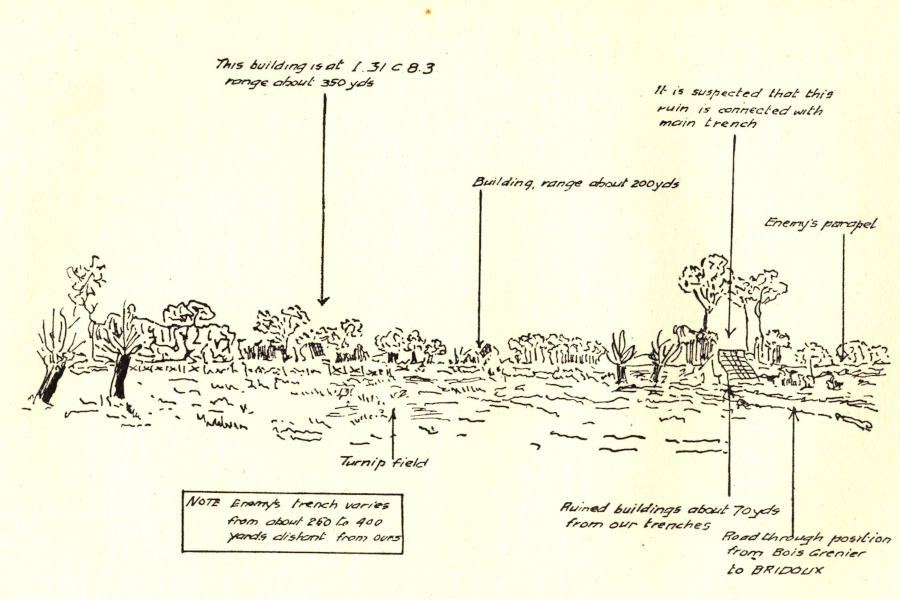 This building is at I.31 C 8.3
range about 350 yds
It is suspected that this
ruin is connected with
main trench
Building, range about 200yds
Enemy's parapet
Turnip field
NOTE Enemy's trench varies
from about 260 to 400
yards distant from ours
Ruined buildings about 70yds
from our trenches
Road through position
from Bois Grenier
to BRIDOUX